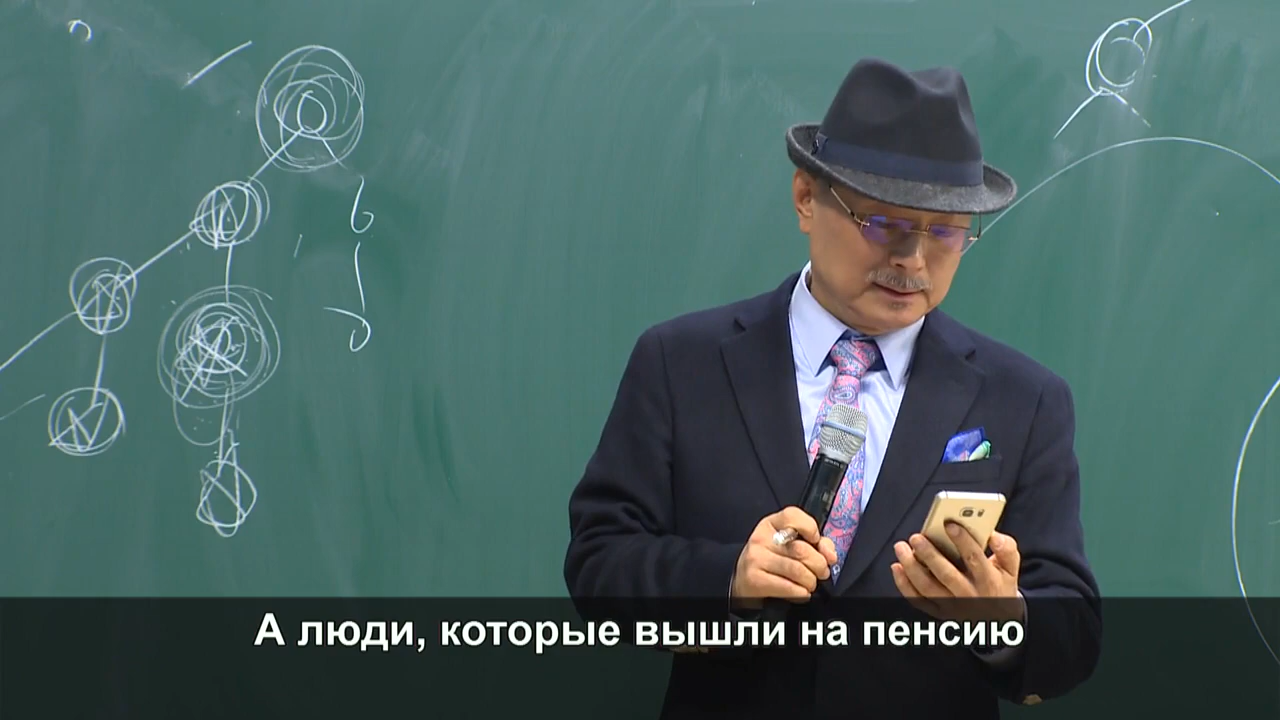 А люди, которые вышли на пенсию